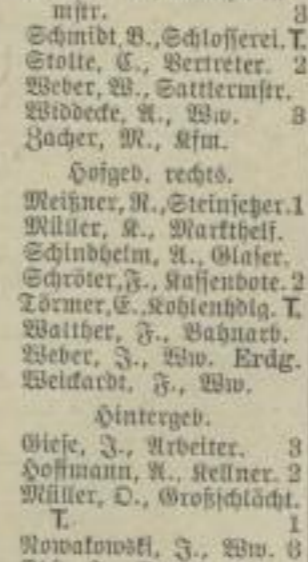 mstr. 3
Schmidt, B., Schlosserei. T.
Stolte, C., Vertreter. 2
Weber, W., Sattlermstr.
Widdecke, A., Ww. 3
Zacher, M., Kfm.
Hofgeb. rechts.
Meißner, R., Steinsetzer. 1
Müller, K., Markthelf.
Schindhelm, A., Glaser.
Schröter, F., Kassenbote. 2
Törmer, E., Kohlenhdlg. T.
Walther, F., Bahnarb.
Weber, J., Ww. Erdg.
Weickardt, F., Ww.
Hintergeb.
Giese, J., Arbeiter. 3
Hoffmann, A., Kellner. 2
Müller, O., Großschlächt.
T. 1
Nowakowski, J., Ww. 3